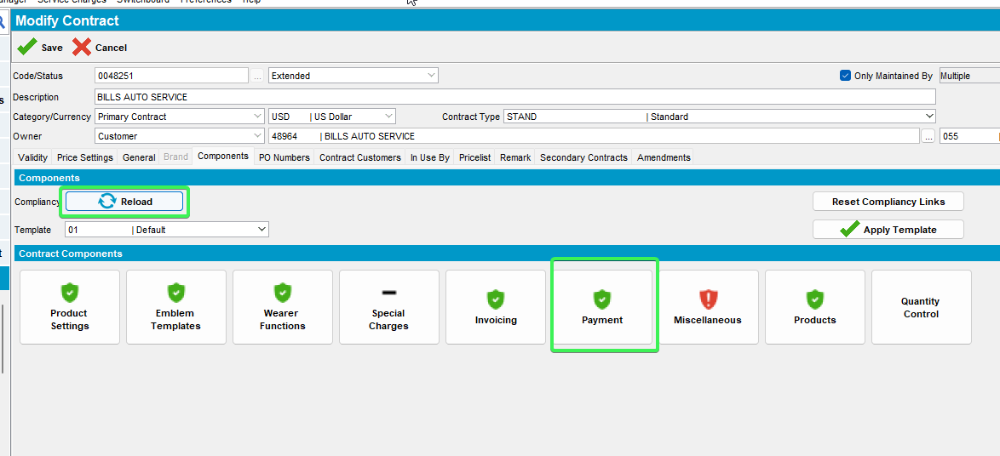 Service Charges Switchboard Preferences Help
Modify Contract
Save Cancel
Code/Status 0048251 ... Extended Only Maintained By Multiple
Description BILLS AUTO SERVICE
Category/Currency Primary Contract USD | US Dollar Contract Type STAND | Standard
Owner Customer 48964 | BILLS AUTO SERVICE ... 055
Validity Price Settings General Brand Components PO Numbers Contract Customers In Use By Pricelist Remark Secondary Contracts Amendments
Components
Compliancy Reload Reset Compliancy Links
Template 01 | Default Apply Template
Contract Components
Product Settings
Emblem Templates
Wearer Functions
Special Charges
Invoicing
Payment
Miscellaneous
Products
Quantity Control